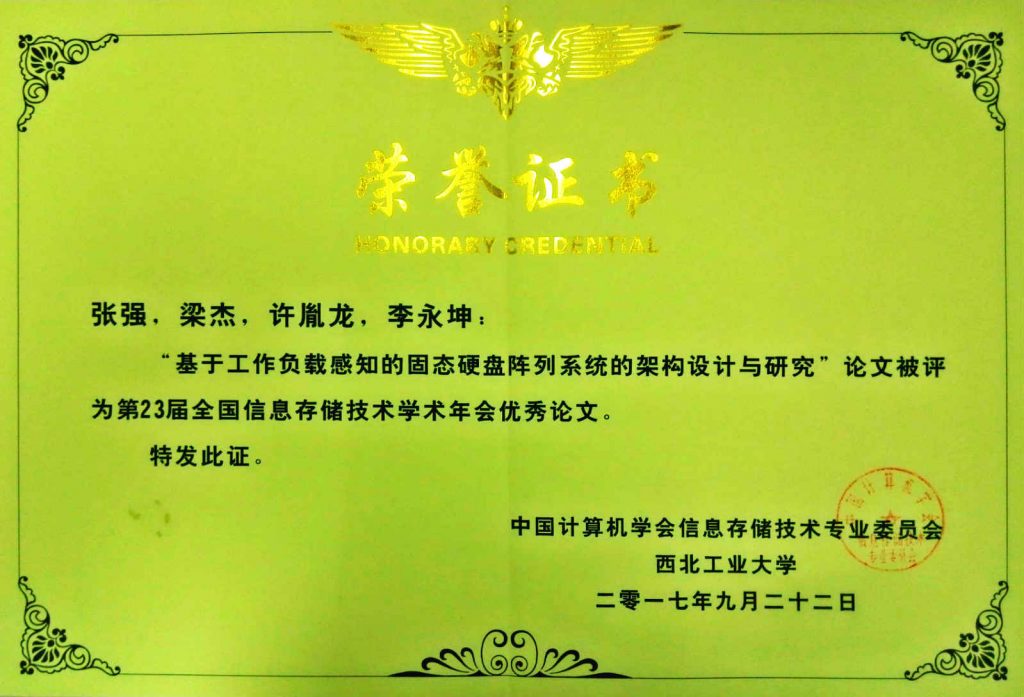 荣誉证书
HONORARY CREDENTIAL
张强，梁杰，许胤龙，李永坤：
“基于工作负载感知的固态硬盘阵列系统的架构设计与研究”论文被评
为第23届全国信息存储技术学术年会优秀论文。
特发此证。
中国计算机学会信息存储技术专业委员会
西北工业大学
二零一七年九月二十二日